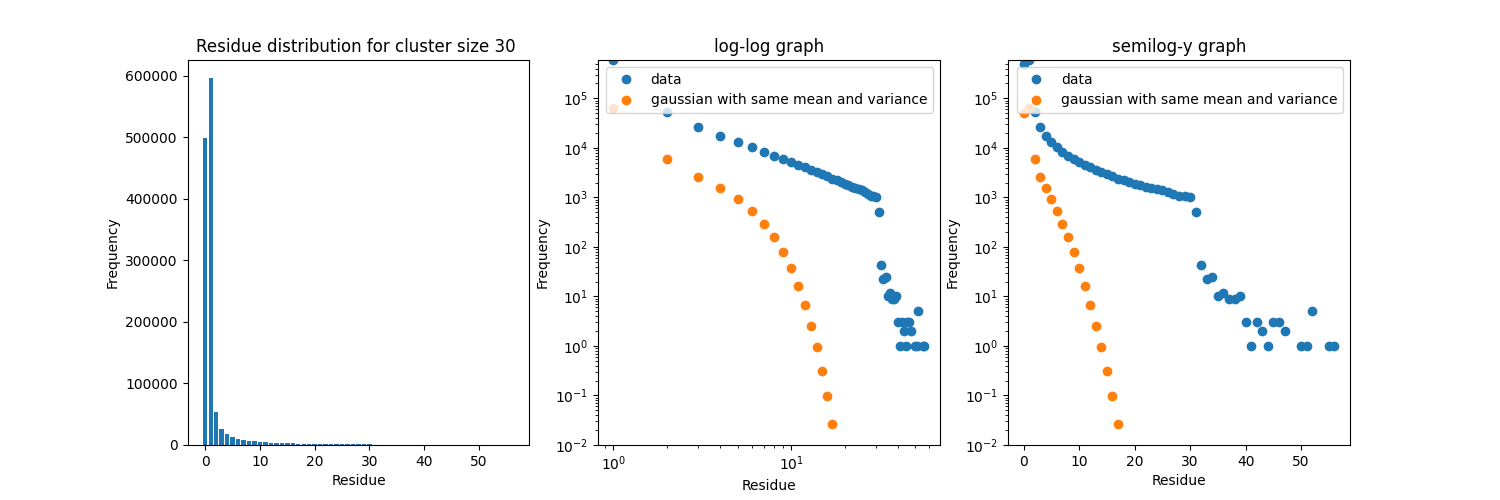 Residue distribution for cluster size 30
600000
500000
400000
300000
200000
100000
0
Frequency
0 10 20 30 40 50
Residue
log-log graph
data
gaussian with same mean and variance
10^5
10^4
10^3
10^2
10^1
10^0
10^-1
10^-2
Frequency
10^0 10^1
Residue
semilog-y graph
data
gaussian with same mean and variance
10^5
10^4
10^3
10^2
10^1
10^0
10^-1
10^-2
Frequency
0 10 20 30 40 50
Residue